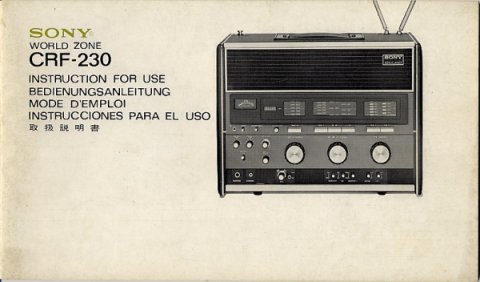 SONY
WORLD ZONE
CRF-230
INSTRUCTION FOR USE
BEDIENUNGSANLEITUNG
MODE D'EMPLOI
INSTRUCCIONES PARA EL USO
取扱説明書
SONY